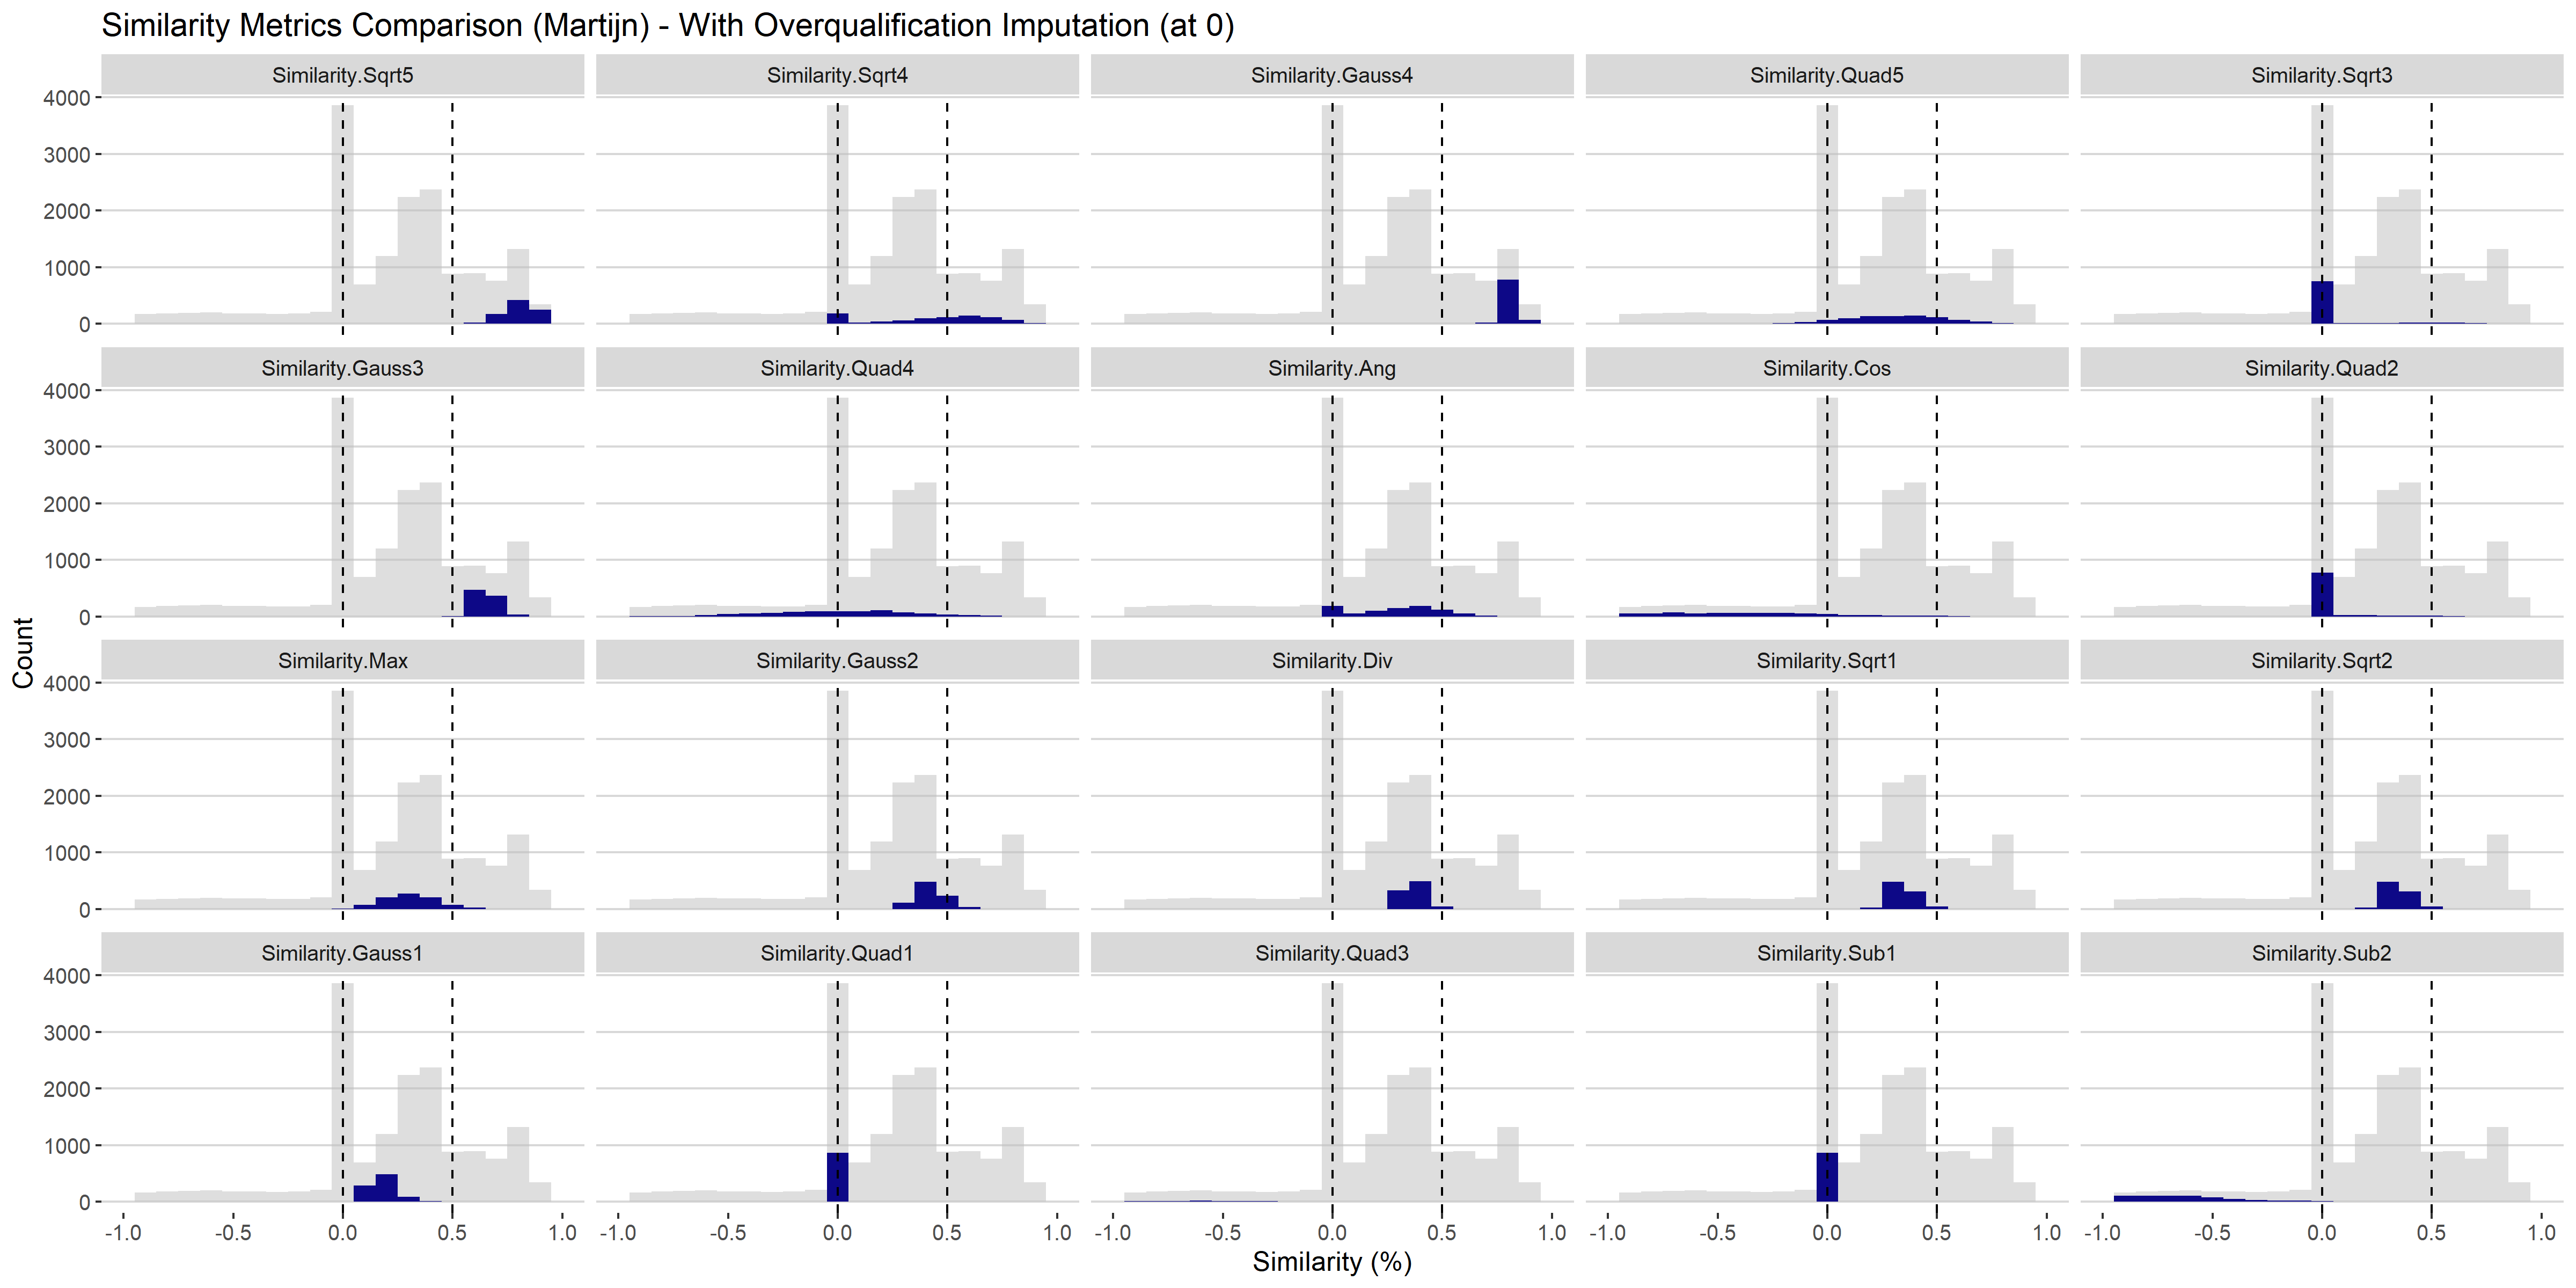 Similarity Metrics Comparison (Martijn) - With Overqualification Imputation (at 0)
Similarity.Sqrt5 Similarity.Sqrt4 Similarity.Gauss4 Similarity.Quad5 Similarity.Sqrt3
4000
3000
2000
1000
0
Similarity.Gauss3 Similarity.Quad4 Similarity.Ang Similarity.Cos Similarity.Quad2
4000
3000
2000
1000
0
Count
Similarity.Max Similarity.Gauss2 Similarity.Div Similarity.Sqrt1 Similarity.Sqrt2
4000
3000
2000
1000
0
Similarity.Gauss1 Similarity.Quad1 Similarity.Quad3 Similarity.Sub1 Similarity.Sub2
4000
3000
2000
1000
0
-1.0 -0.5 0.0 0.5 1.0 -1.0 -0.5 0.0 0.5 1.0 -1.0 -0.5 0.0 0.5 1.0 -1.0 -0.5 0.0 0.5 1.0 -1.0 -0.5 0.0 0.5 1.0
Similarity (%)